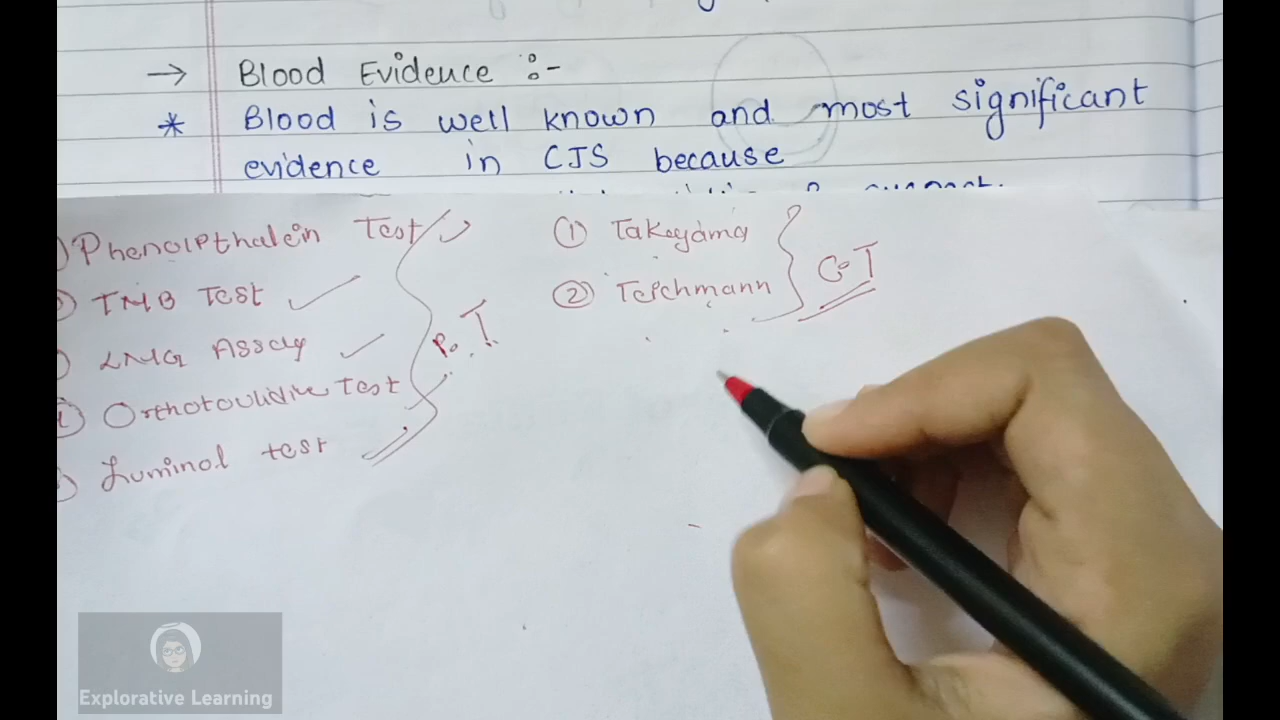 → Blood Evidence :-
* Blood is well known and most significant
evidence in CJS because
Phenolpthalein Test
TMB Test
LMG Assay
Orthotoulidine Test
Luminol test
P.T.
① Takayama
② Teichmann
C.T
Explorative Learning